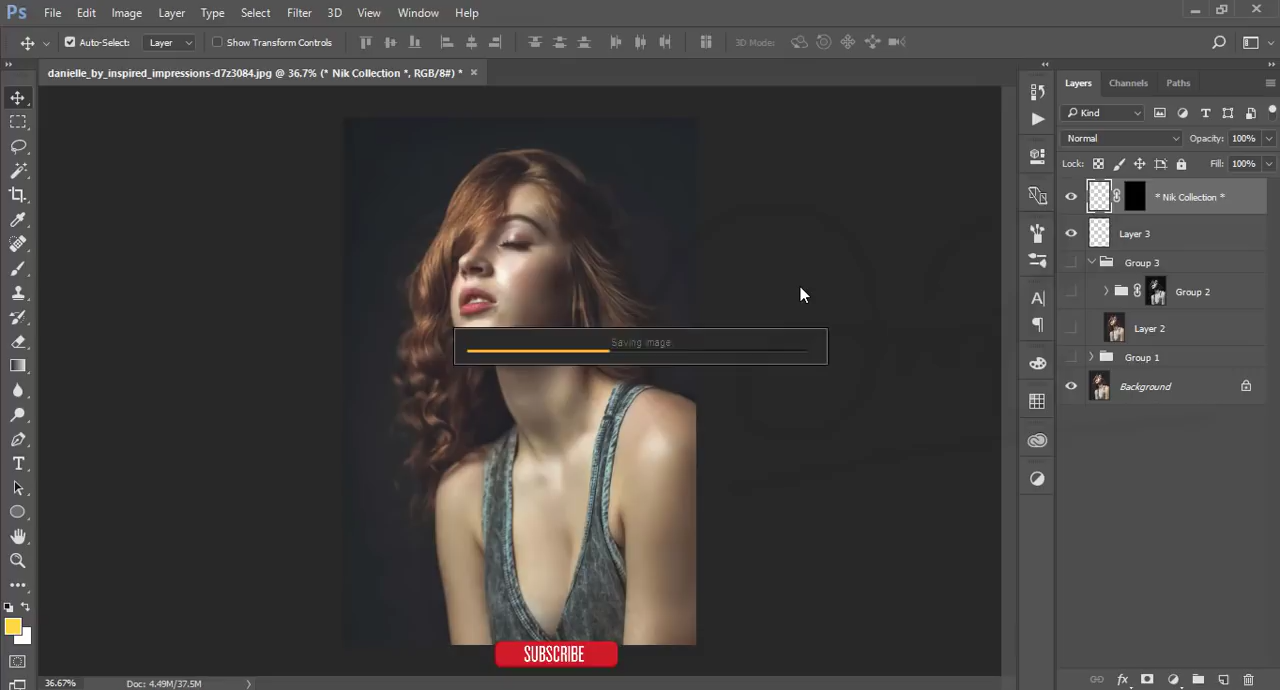 Ps File Edit Image Layer Type Select Filter 3D View Window Help
Auto-Select: Layer Show Transform Controls 3D Mode:
danielle_by_inspired_impressions-d7z3084.jpg @ 36.7% (* Nik Collection *, RGB/8#) *
Layers Channels Paths
Kind
Normal Opacity: 100%
Lock: Fill: 100%
* Nik Collection *
Layer 3
Group 3
Group 2
Layer 2
Group 1
Background
Saving image
SUBSCRIBE
36.67% Doc: 4.49M/37.5M